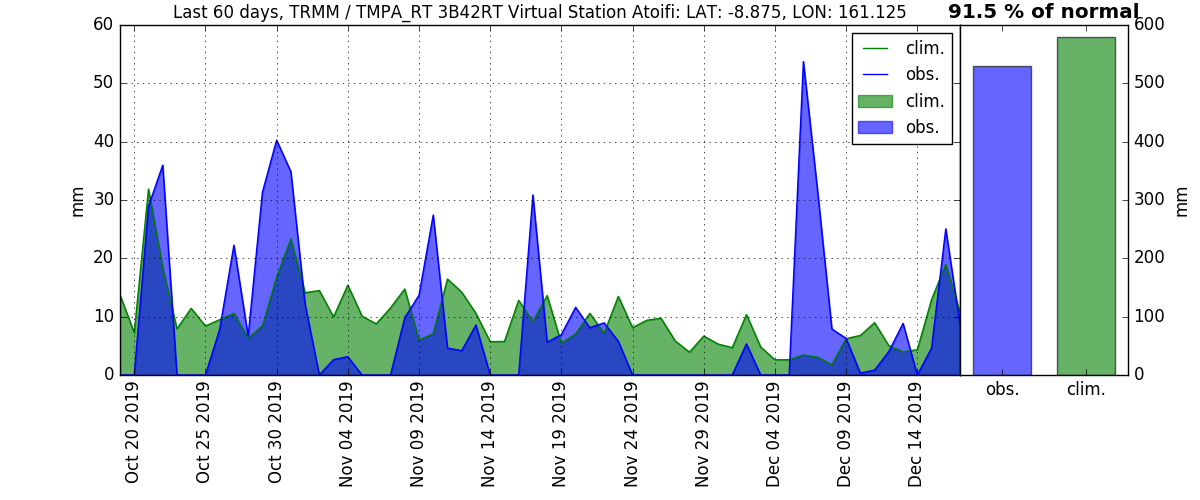 Last 60 days, TRMM / TMPA_RT 3B42RT Virtual Station Atoifi: LAT: -8.875, LON: 161.125
91.5 % of normal
60
50
40
30
20
10
0
mm
clim.
obs.
clim.
obs.
600
500
400
300
200
100
0
mm
obs.
clim.
Oct 20 2019
Oct 25 2019
Oct 30 2019
Nov 04 2019
Nov 09 2019
Nov 14 2019
Nov 19 2019
Nov 24 2019
Nov 29 2019
Dec 04 2019
Dec 09 2019
Dec 14 2019